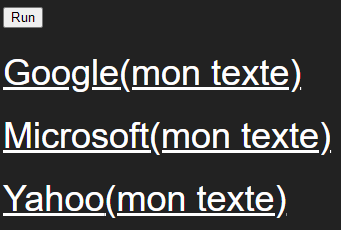 Run
Google(mon texte)
Microsoft(mon texte)
Yahoo(mon texte)